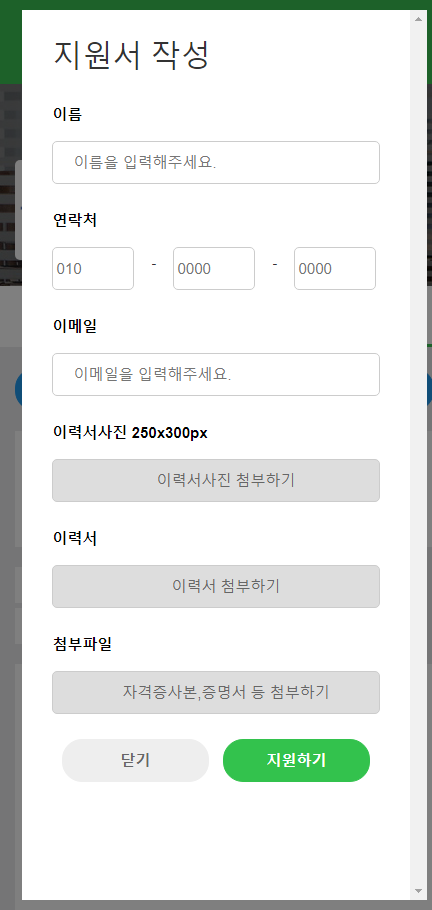 지원서 작성
이름
이름을 입력해주세요.
연락처
010 - 0000 - 0000
이메일
이메일을 입력해주세요.
이력서사진 250x300px
이력서사진 첨부하기
이력서
이력서 첨부하기
첨부파일
자격증사본,증명서 등 첨부하기
닫기 지원하기